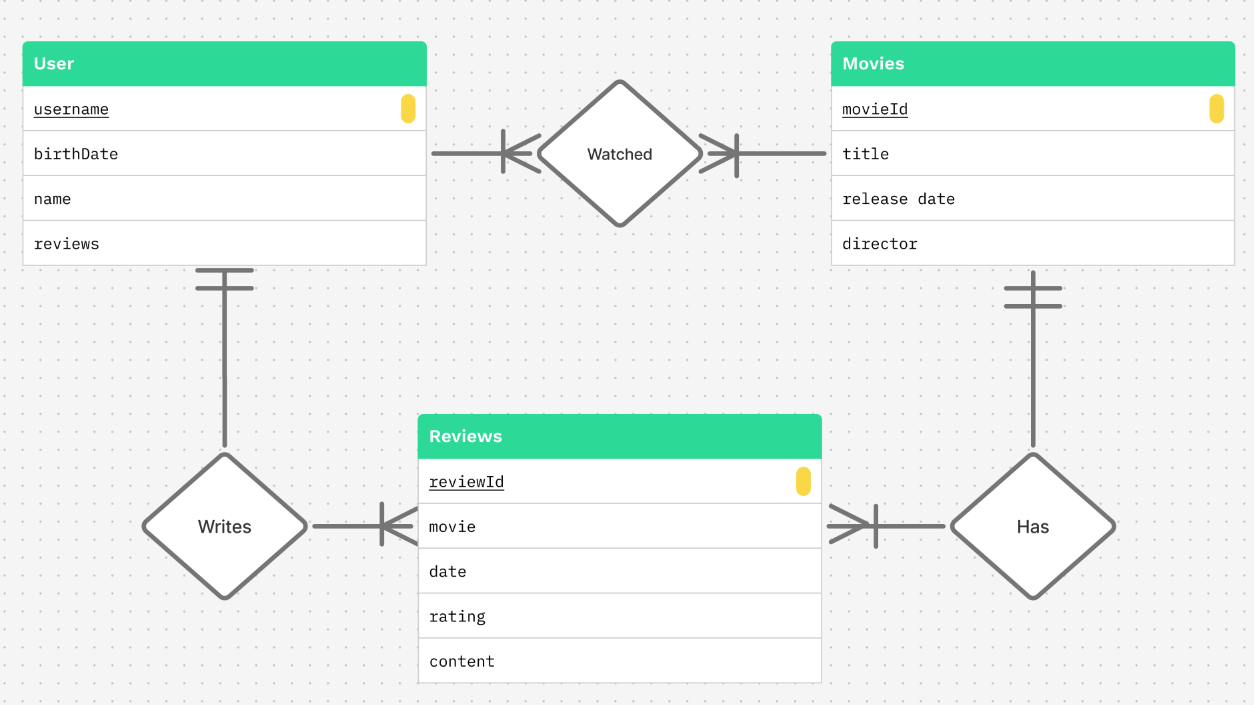 User
username
birthDate
name
reviews
Watched
Movies
movieId
title
release date
director
Writes
Reviews
reviewId
movie
date
rating
content
Has